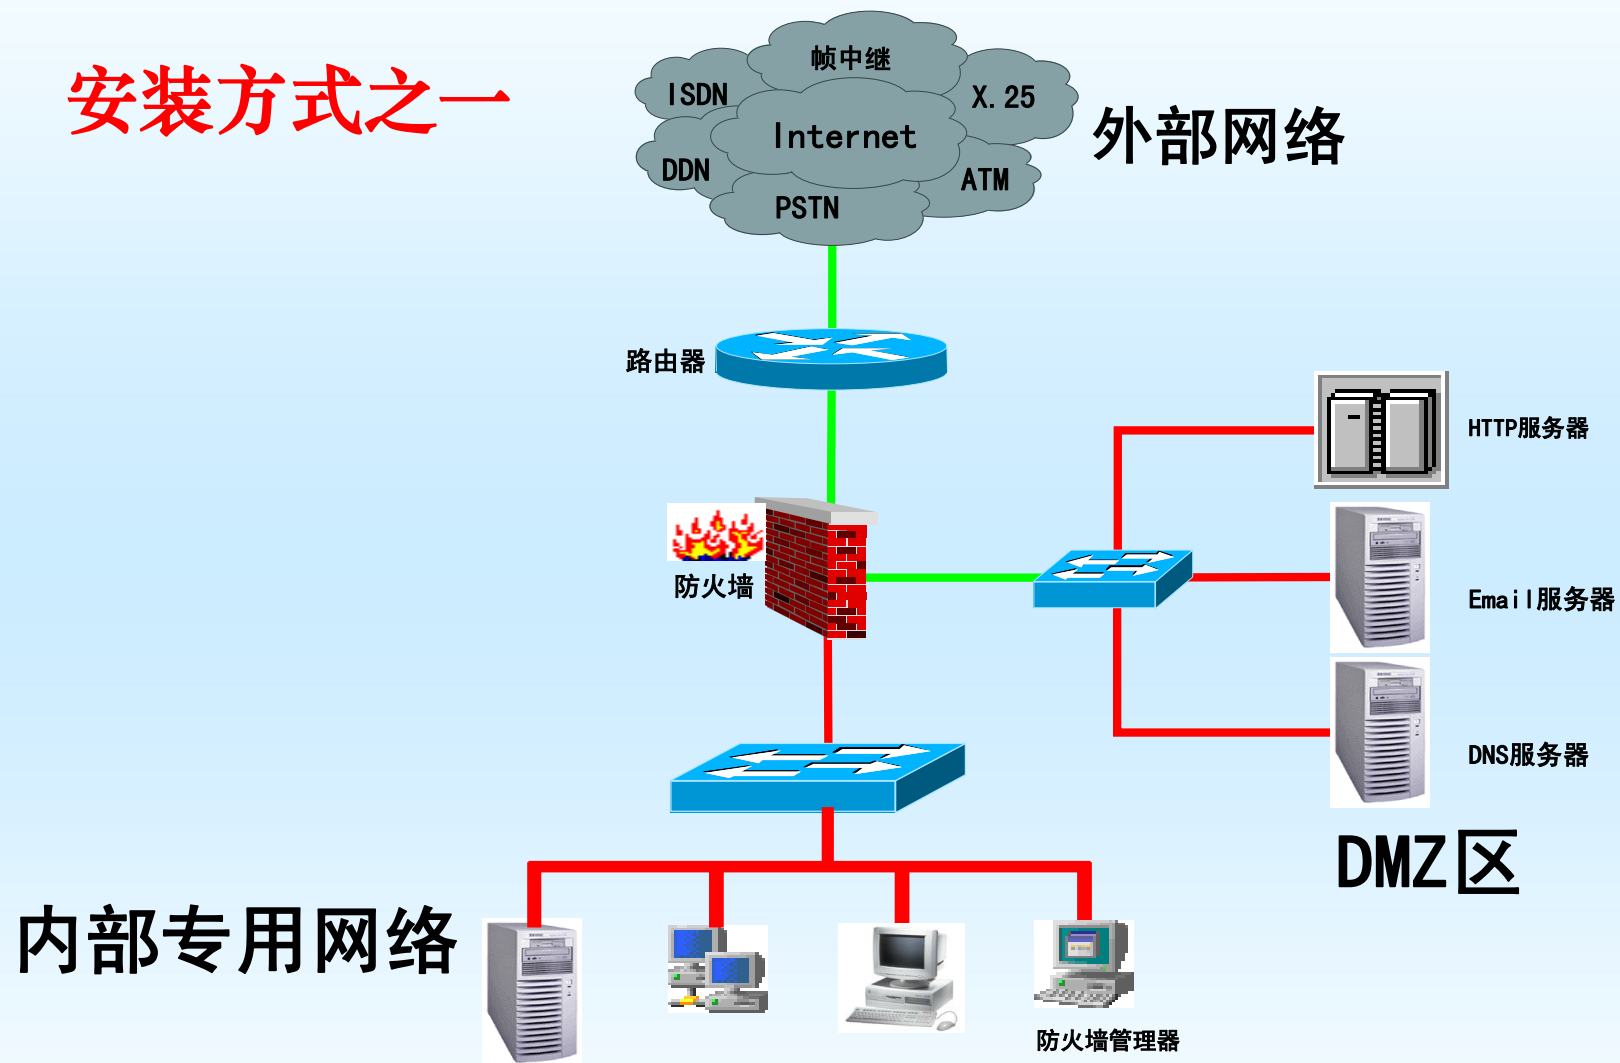 安装方式之一
帧中继
ISDN
X.25
Internet
外部网络
DDN
ATM
PSTN
路由器
HTTP服务器
防火墙
Email服务器
DNS服务器
DMZ区
内部专用网络
防火墙管理器